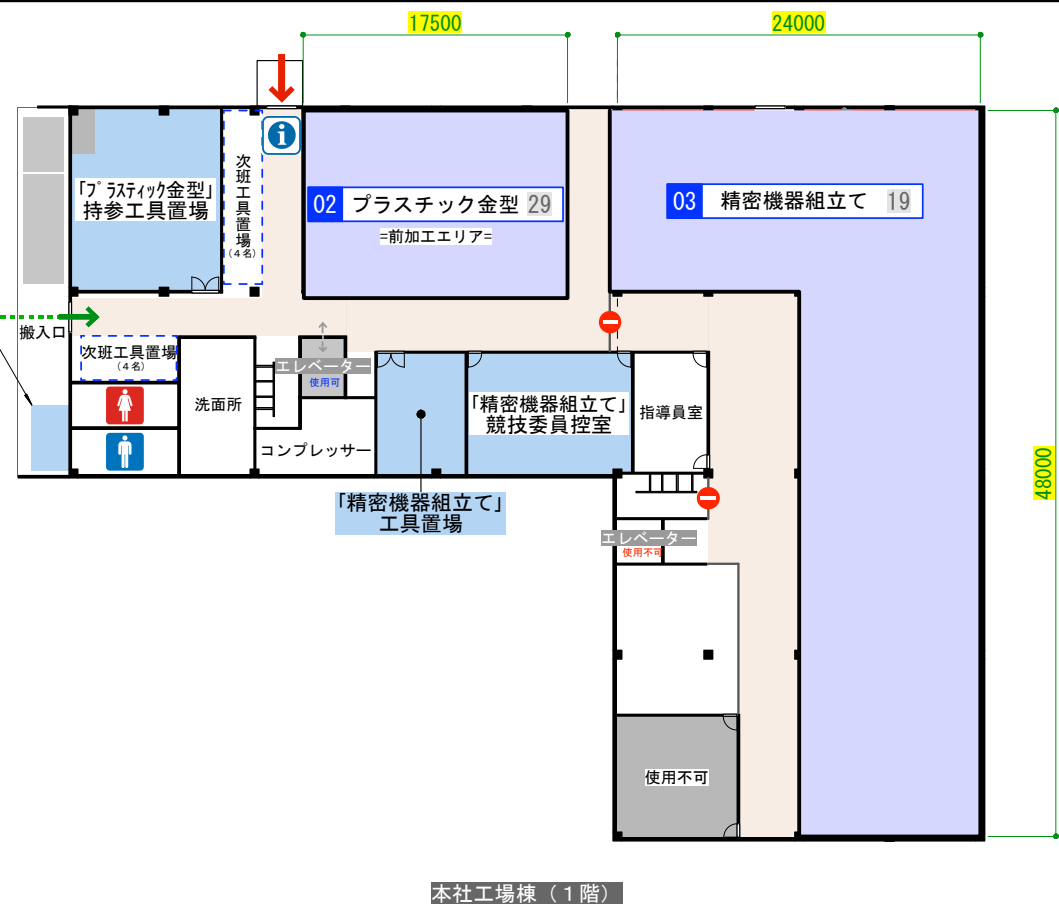 17500
24000
「プラスティック金型」
持参工具置場
次班工具置場
(4名)
i
02 プラスチック金型 29
=前加工エリア=
03 精密機器組立て 19
搬入口
次班工具置場
(4名)
エレベーター
使用可
洗面所
コンプレッサー
「精密機器組立て」
競技委員控室
指導員室
「精密機器組立て」
工具置場
エレベーター
使用不可
48000
使用不可
本社工場棟（１階）